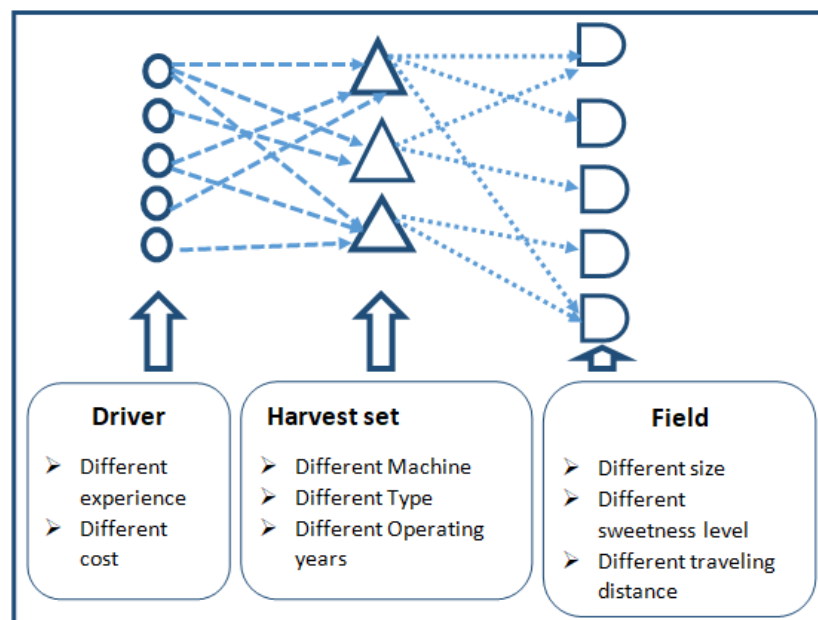 Driver
➢ Different
experience
➢ Different
cost
Harvest set
➢ Different Machine
➢ Different Type
➢ Different Operating
years
Field
➢ Different size
➢ Different
sweetness level
➢ Different traveling
distance